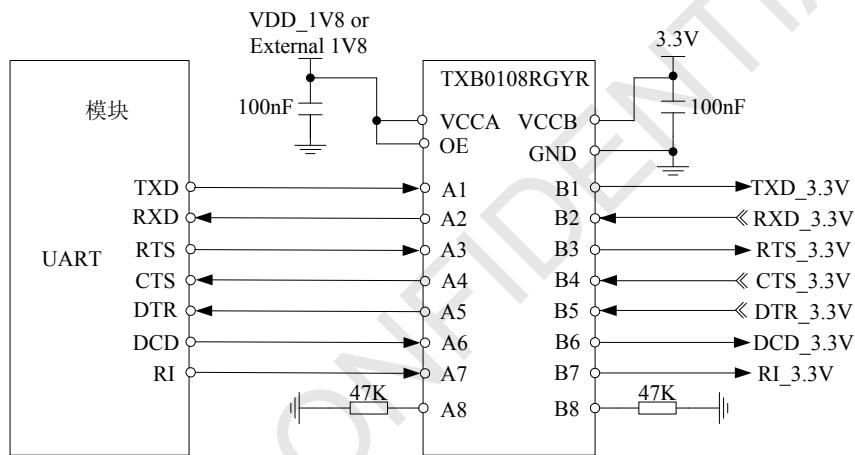 VDD_1V8 or
External 1V8
3.3V
TXB0108RGYR
模块
100nF
100nF
VCCA
VCCB
OE
GND
TXD
A1
B1
TXD_3.3V
RXD
A2
B2
RXD_3.3V
RTS
A3
B3
RTS_3.3V
UART
CTS
A4
B4
CTS_3.3V
DTR
A5
B5
DTR_3.3V
DCD
A6
B6
DCD_3.3V
RI
A7
B7
RI_3.3V
47K
A8
B8
47K
ONFIDENTIA